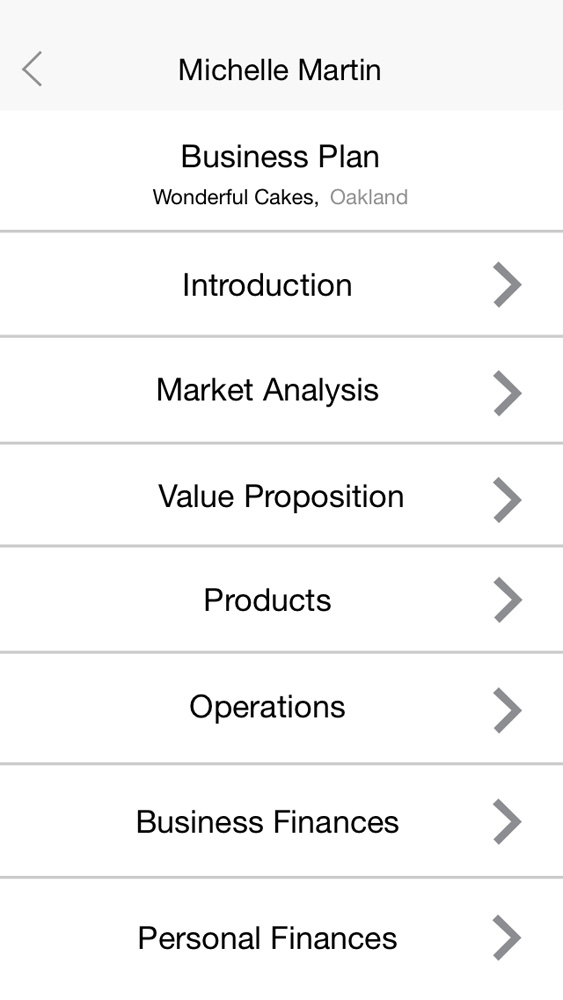 Michelle Martin
Business Plan
Wonderful Cakes, Oakland
Introduction
Market Analysis
Value Proposition
Products
Operations
Business Finances
Personal Finances